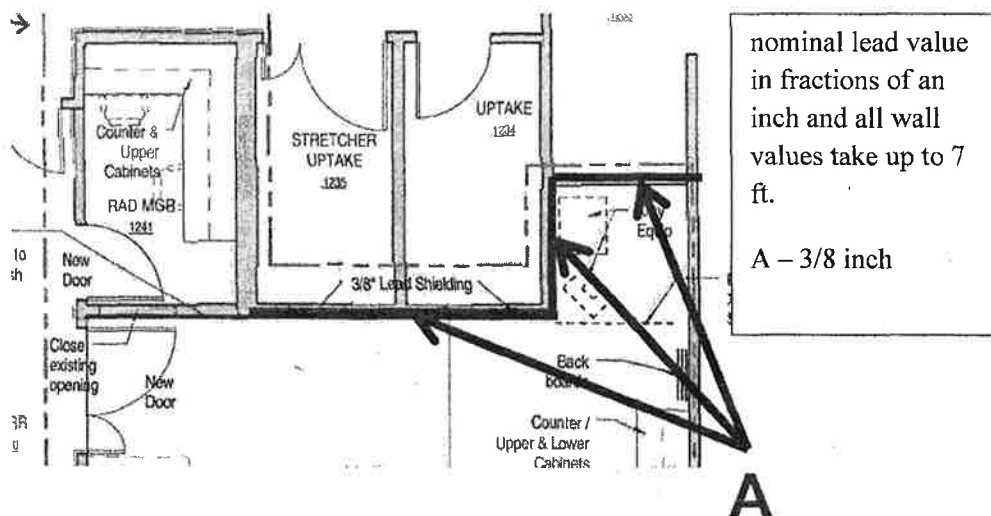 nominal lead value
in fractions of an
inch and all wall
values take up to 7
ft.
A – 3/8 inch
UPTAKE
1234
STRETCHER
UPTAKE
1235
Counter &
Upper
Cabinets
RAD MGR
1241
New
Door
3/8" Lead Shielding
Close
existing
opening
New
Door
Back
boards
Counter /
Upper & Lower
Cabinets
A